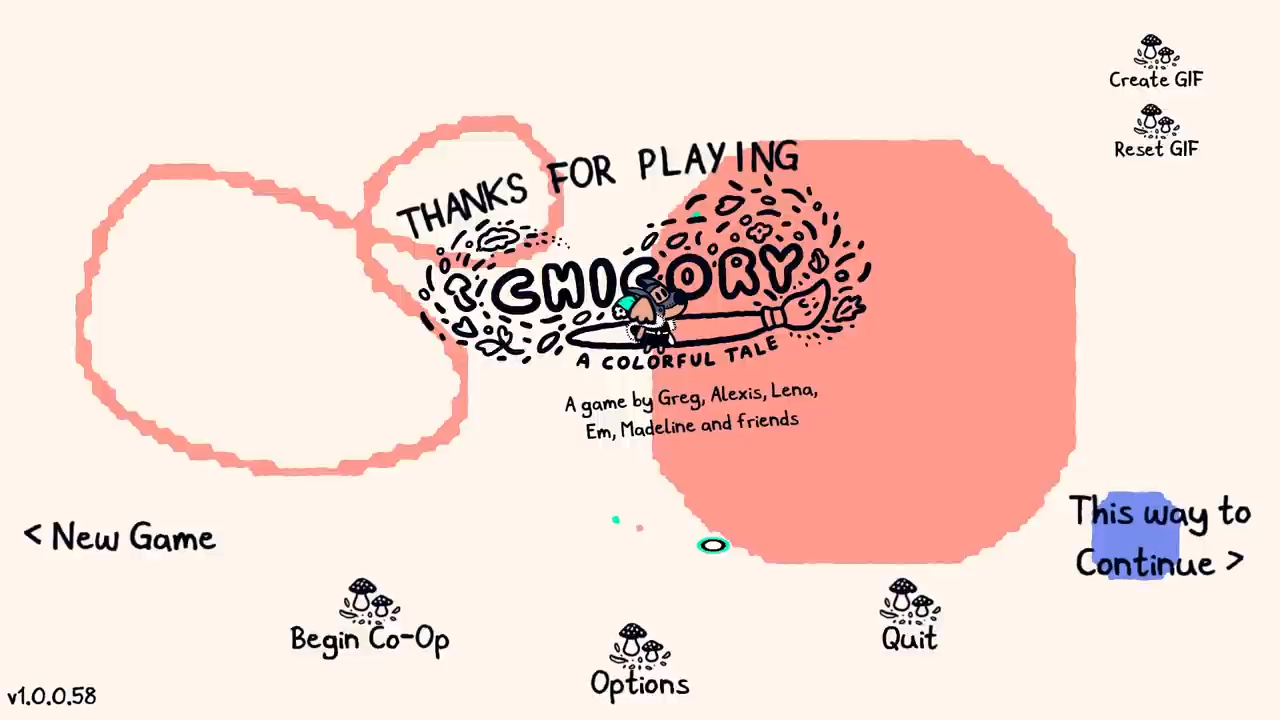 Create GIF
Reset GIF
THANKS FOR PLAYING
CHICORY
A COLORFUL TALE
A game by Greg, Alexis, Lena,
Em, Madeline and friends
< New Game
This way to
Continue >
Begin Co-Op
Quit
Options
v1.0.0.58